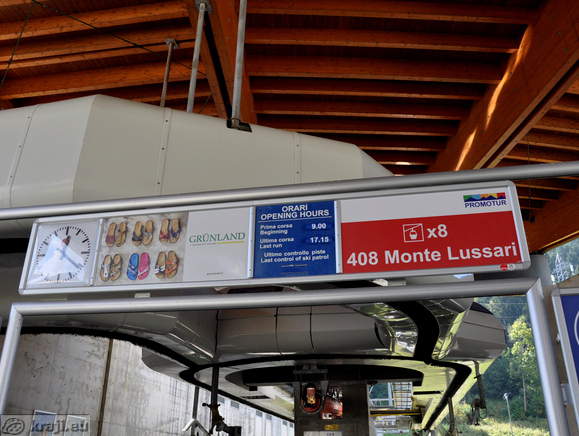 GRÜNLAND
ORARI
OPENING HOURS
Prima corsa
Beginning
9.00
Ultima corsa
Last run
17.15
Ultimo controllo piste
Last control of ski patrol
PROMOTUR
x8
408 Monte Lussari
kraji.eu